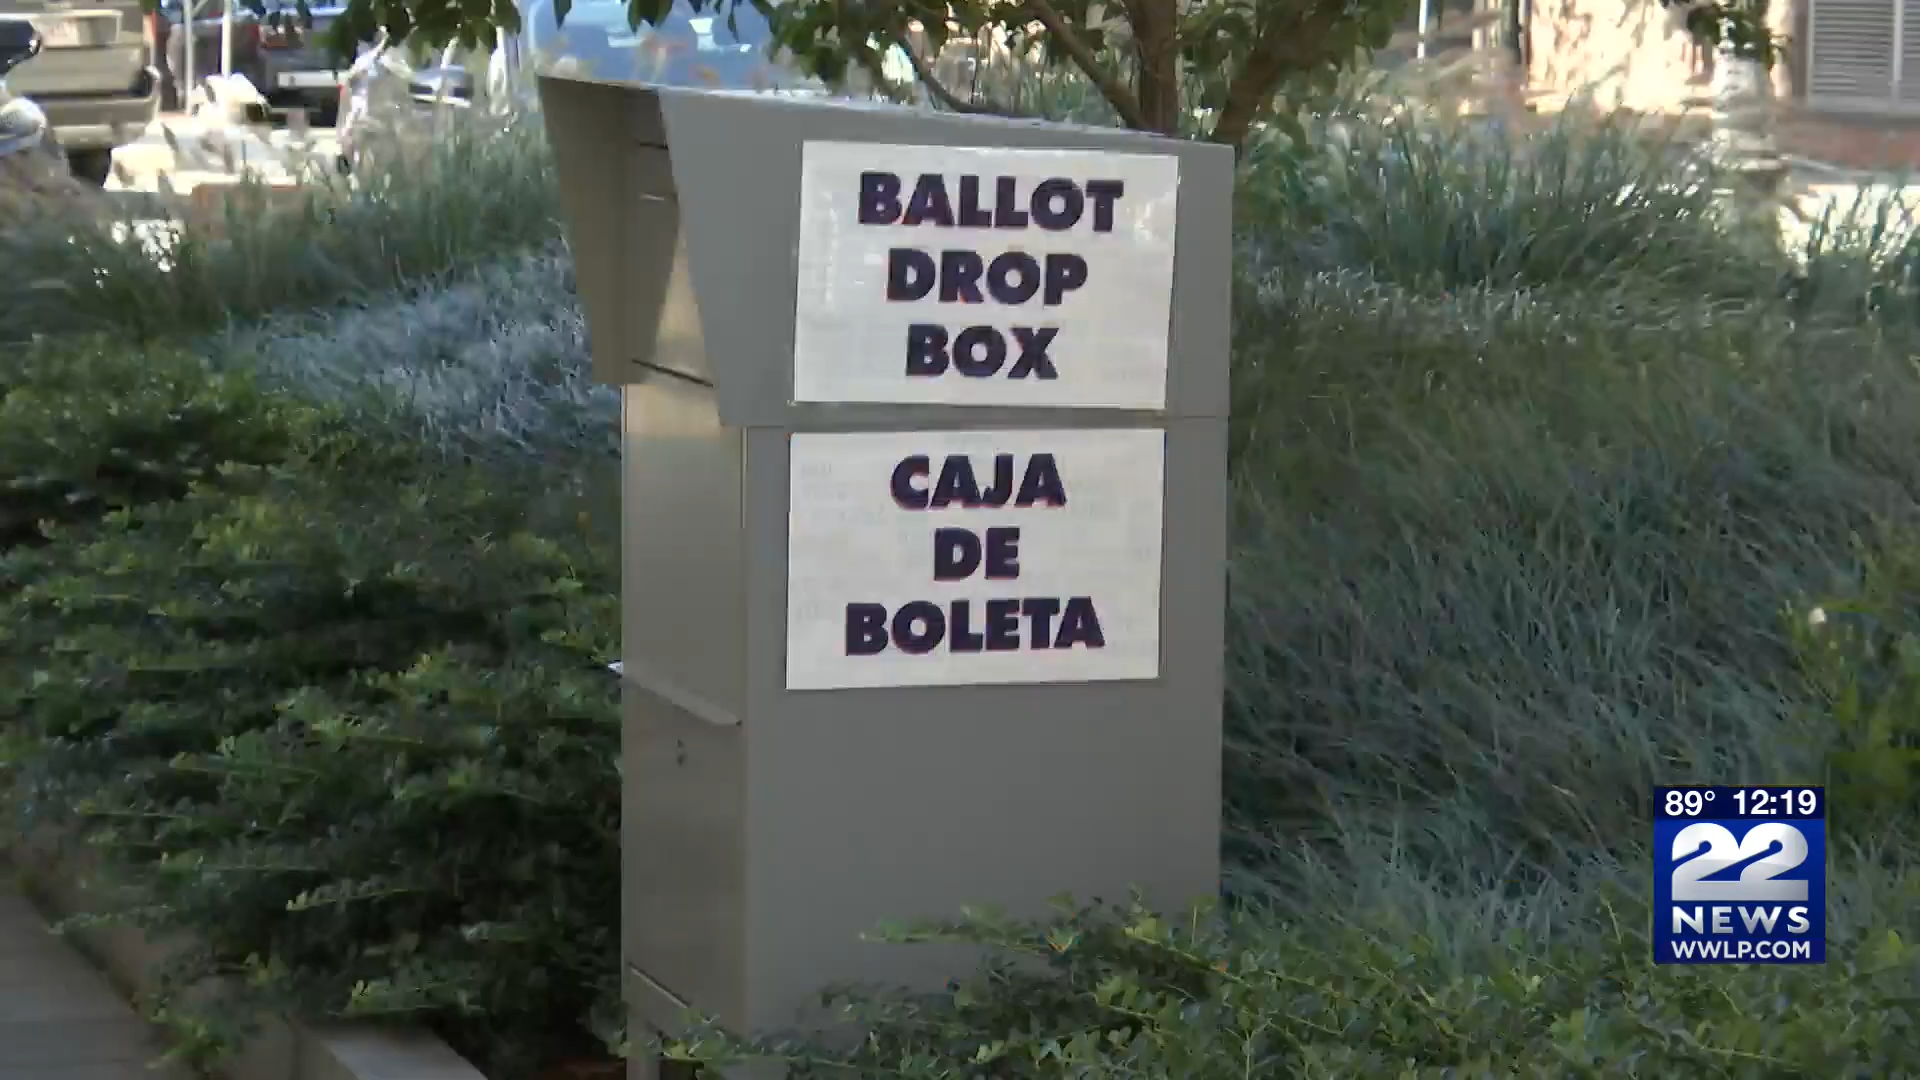 BALLOT
DROP
BOX
CAJA
DE
BOLETA
89° 12:19
22
NEWS
WWLP.COM